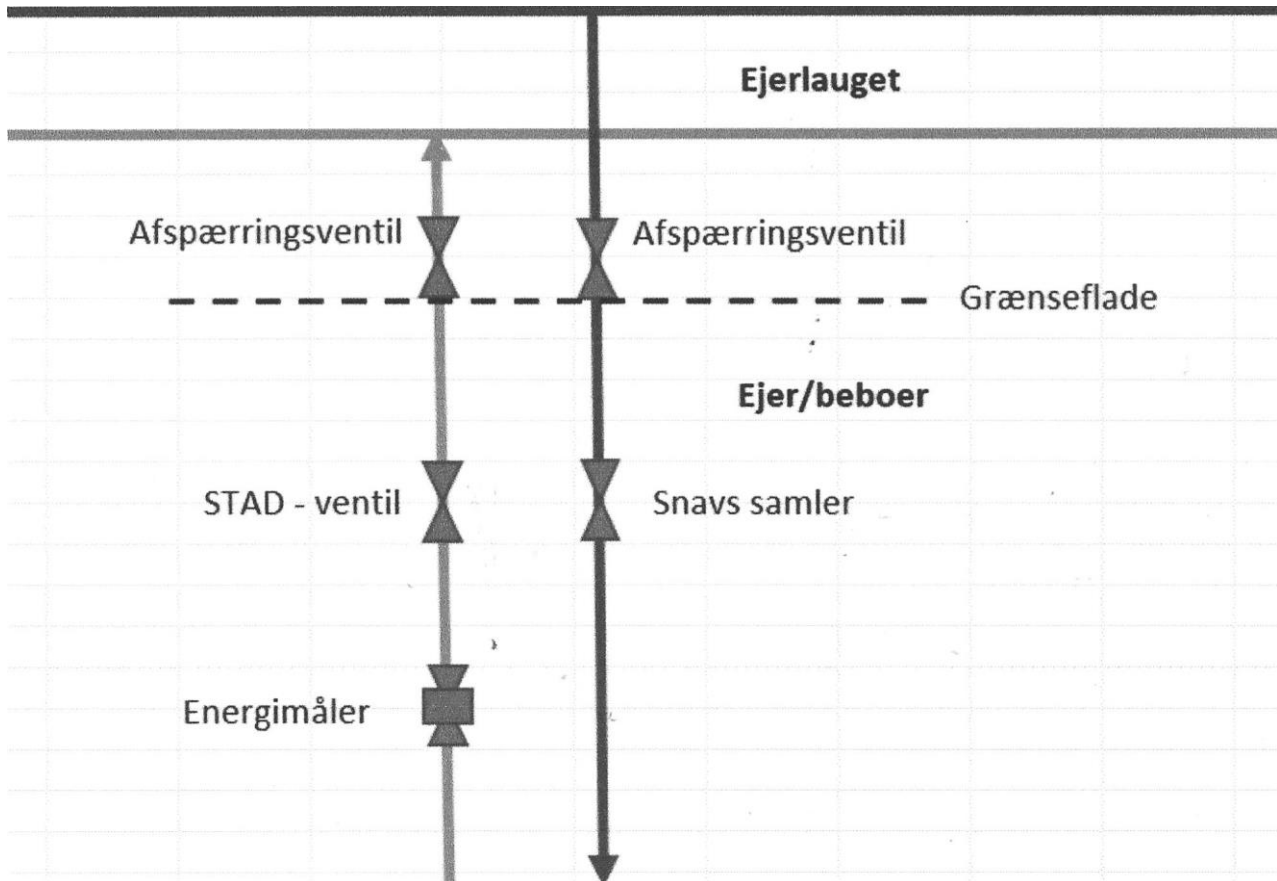 Ejerlauget
Afspærringsventil
Afspærringsventil
Grænseflade
Ejer/beboer
STAD - ventil
Snavs samler
Energimåler